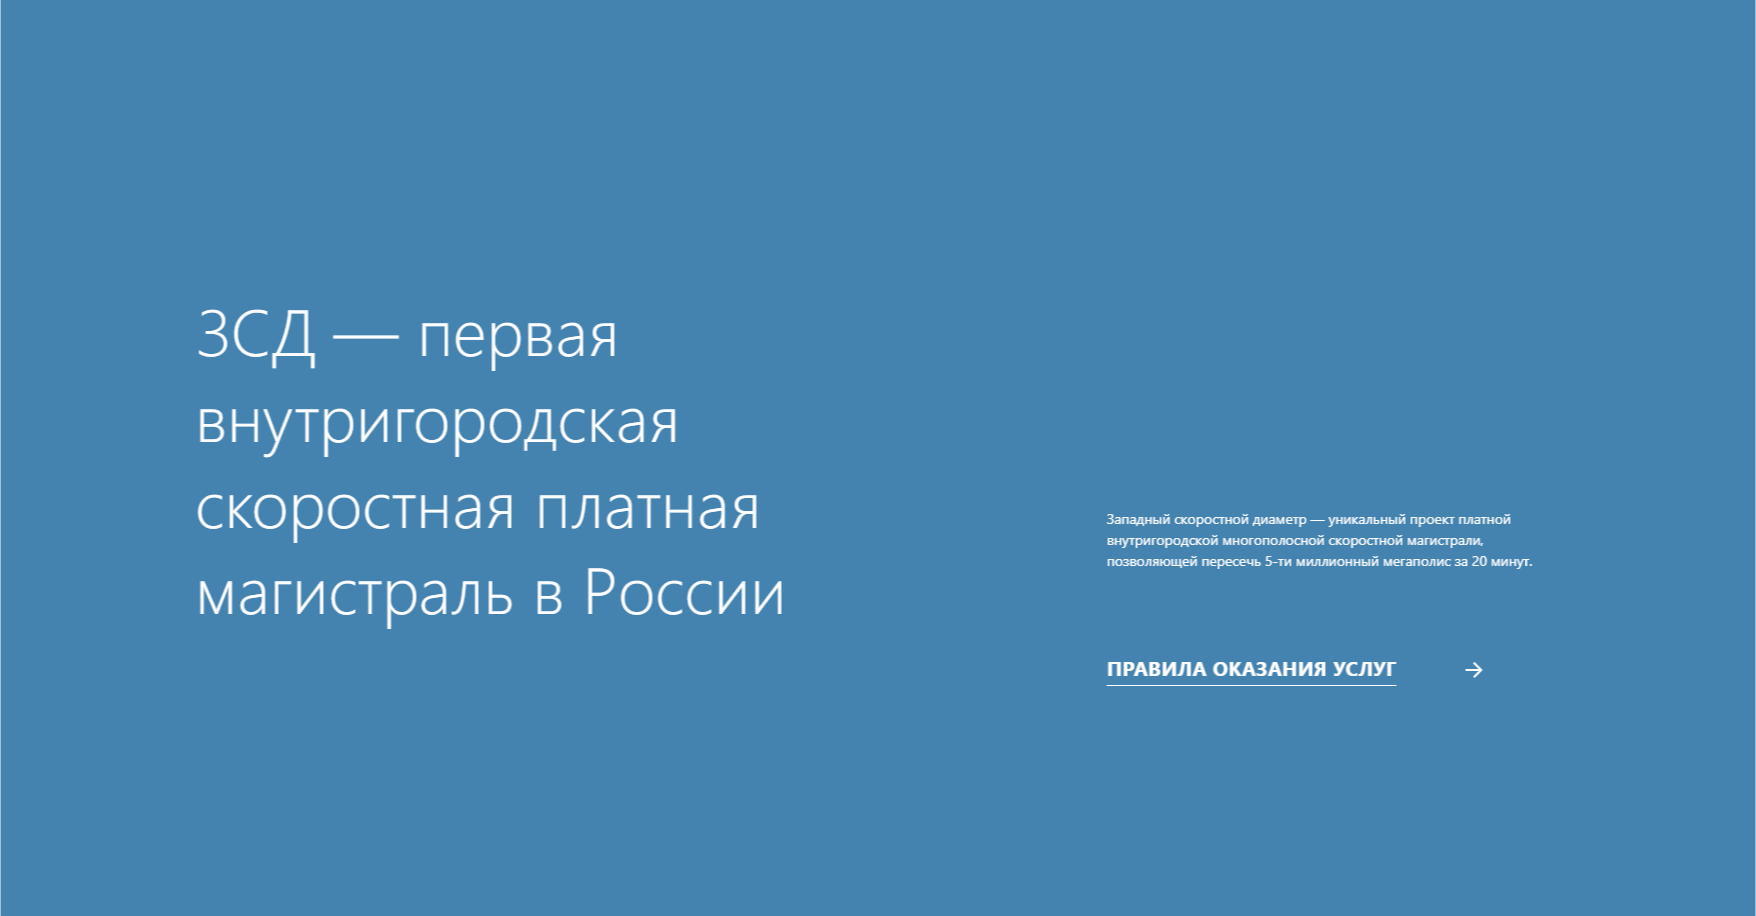 ЗСД — первая
внутригородская
скоростная платная
магистраль в России
Западный скоростной диаметр — уникальный проект платной
внутригородской многополосной скоростной магистрали,
позволяющей пересечь 5-ти миллионный мегаполис за 20 минут.
ПРАВИЛА ОКАЗАНИЯ УСЛУГ →